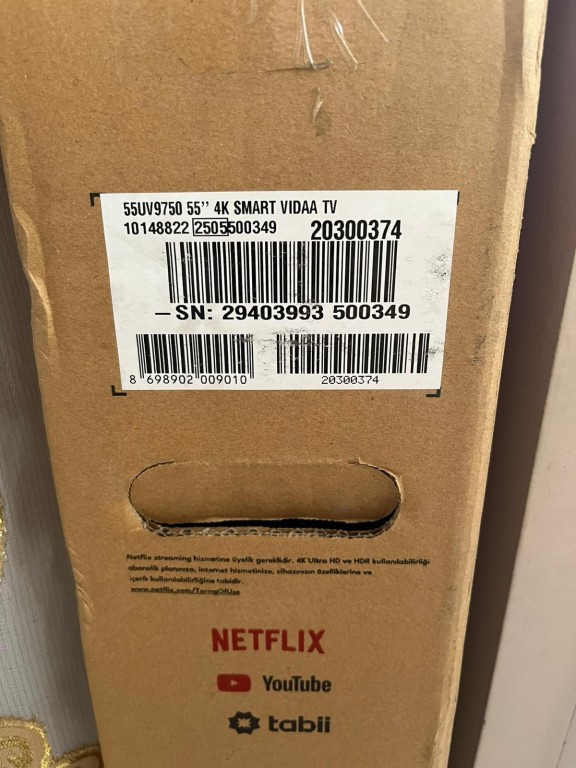 55UV9750 55'' 4K SMART VIDAA TV
10148822 2505500349 20300374
–SN: 29403993 500349
8 698902 009010 20300374
Netflix streaming hizmetine üyelik gereklidir. 4K Ultra HD ve HDR kullanılabilirliği
abonelik planınıza, internet hizmetinize, cihazınızın özelliklerine ve
içerik kullanılabilirliğine tabidir.
www.netflix.com/TermsOfUse
NETFLIX
YouTube
tabii